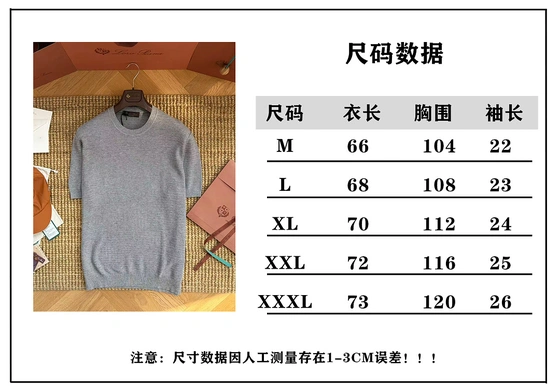 尺码数据
尺码 衣长 胸围 袖长
M 66 104 22
L 68 108 23
XL 70 112 24
XXL 72 116 25
XXXL 73 120 26
注意：尺寸数据因人工测量存在1-3CM误差！！！